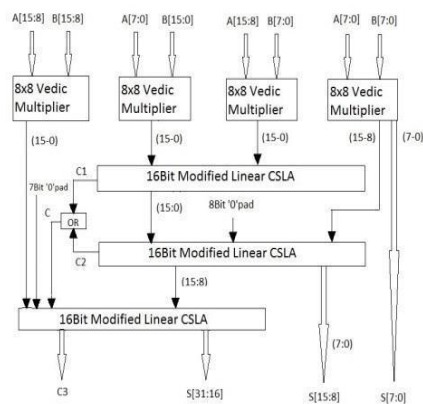 A[15:8] B[15:8] A[7:0] B[15:0] A[15:8] B[7:0] A[7:0] B[7:0]
8x8 Vedic Multiplier
8x8 Vedic Multiplier
8x8 Vedic Multiplier
8x8 Vedic Multiplier
(15-0)
(15-0)
(15-0)
(15-8)
(7-0)
C1
16Bit Modified Linear CSLA
7Bit '0'pad
(15:0)
8Bit '0'pad
C
OR
C2
16Bit Modified Linear CSLA
(15:8)
16Bit Modified Linear CSLA
(7:0)
C3
S[31:16]
S[15:8]
S[7:0]